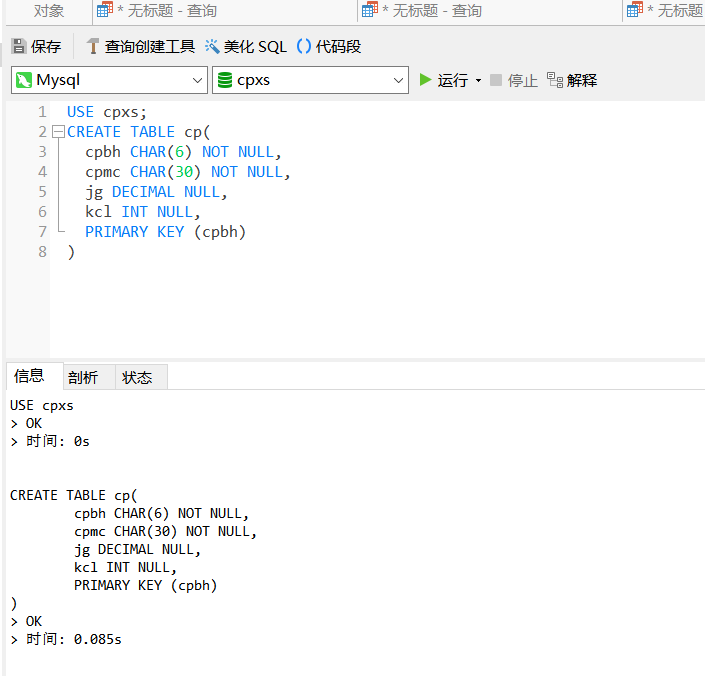 对象 * 无标题 - 查询 * 无标题 - 查询 * 无标题
保存 查询创建工具 美化 SQL () 代码段
Mysql cpxs 运行 停止 解释
1 USE cpxs;
2 CREATE TABLE cp(
3 cpbh CHAR(6) NOT NULL,
4 cpmc CHAR(30) NOT NULL,
5 jg DECIMAL NULL,
6 kcl INT NULL,
7 PRIMARY KEY (cpbh)
8 )
信息 剖析 状态
USE cpxs
> OK
> 时间: 0s
CREATE TABLE cp(
cpbh CHAR(6) NOT NULL,
cpmc CHAR(30) NOT NULL,
jg DECIMAL NULL,
kcl INT NULL,
PRIMARY KEY (cpbh)
)
> OK
> 时间: 0.085s